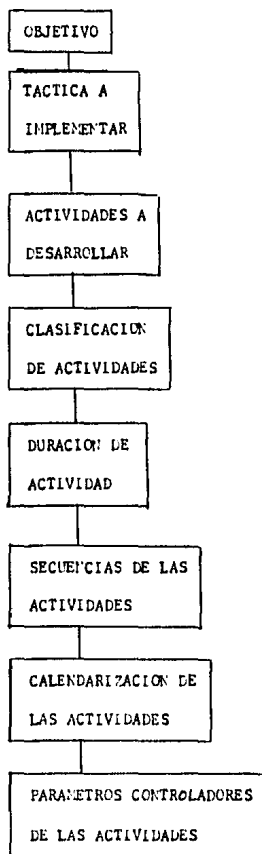 OBJETIVO
TACTICA A
IMPLEMENTAR
ACTIVIDADES A
DESARROLLAR
CLASIFICACION
DE ACTIVIDADES
DURACION DE
ACTIVIDAD
SECUENCIAS DE LAS
ACTIVIDADES
CALENDARIZACION DE
LAS ACTIVIDADES
PARAMETROS CONTROLADORES
DE LAS ACTIVIDADES